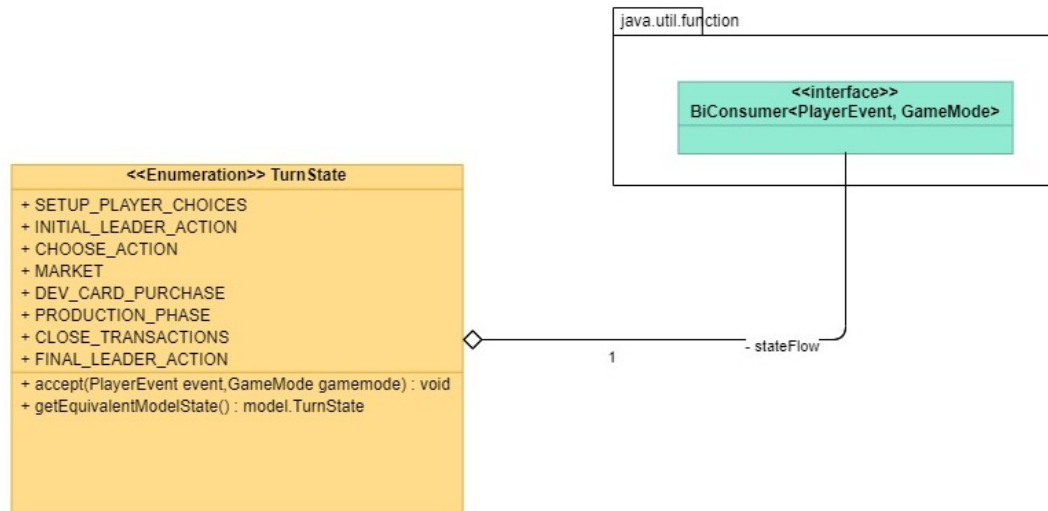 java.util.function
<<interface>>
BiConsumer<PlayerEvent, GameMode>
<<Enumeration>> TurnState
+ SETUP_PLAYER_CHOICES
+ INITIAL_LEADER_ACTION
+ CHOOSE_ACTION
+ MARKET
+ DEV_CARD_PURCHASE
+ PRODUCTION_PHASE
+ CLOSE_TRANSACTIONS
+ FINAL_LEADER_ACTION
+ accept(PlayerEvent event,GameMode gamemode) : void
+ getEquivalentModelState() : model.TurnState
1
- stateFlow